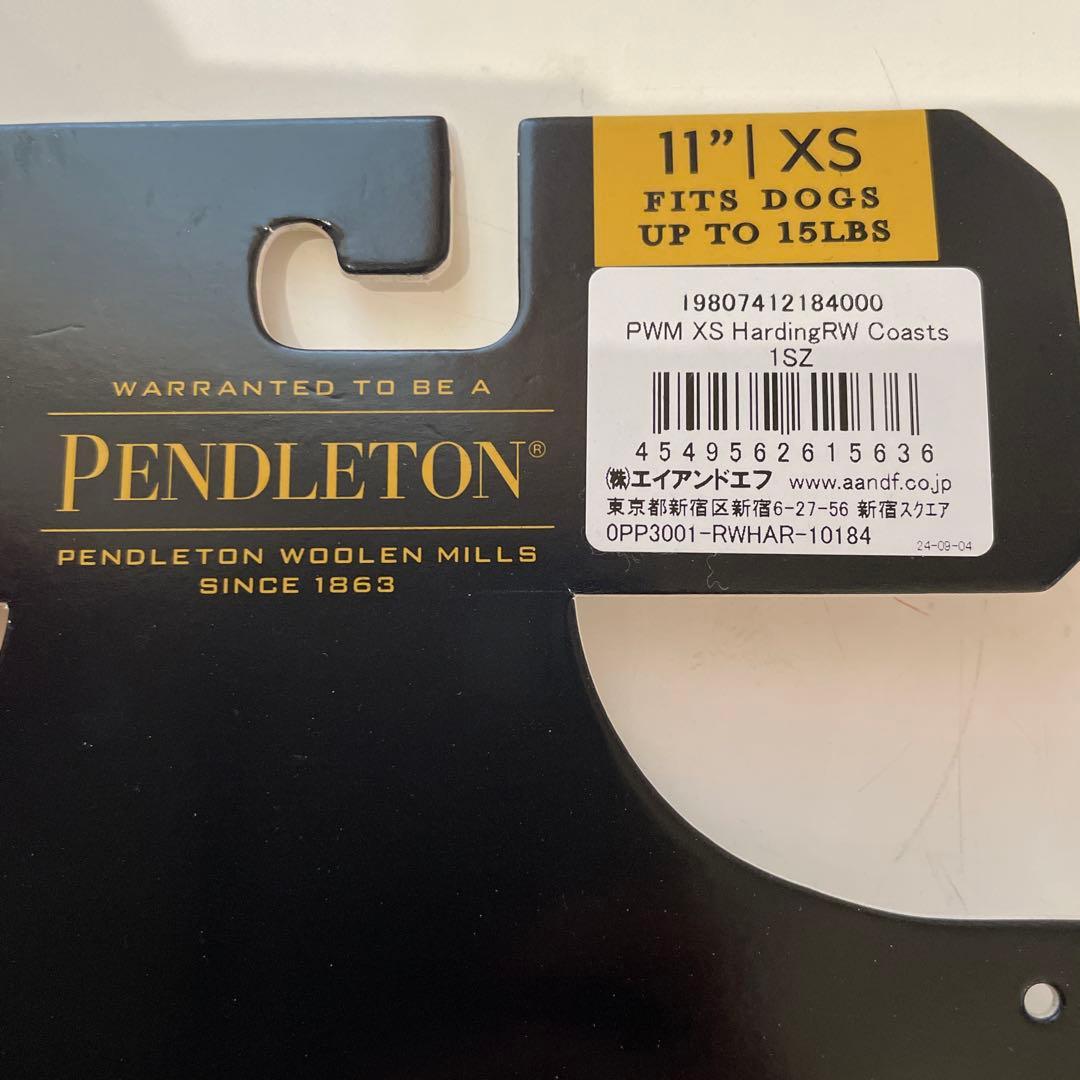 11” | XS
FITS DOGS
UP TO 15LBS
19807412184000
PWM XS HardingRW Coasts
1SZ
4549562615636
㈱エイアンドエフ www.aandf.co.jp
東京都新宿区新宿6-27-56 新宿スクエア
0PP3001-RWHAR-10184 24-09-04
WARRANTED TO BE A
PENDLETON®
PENDLETON WOOLEN MILLS
SINCE 1863